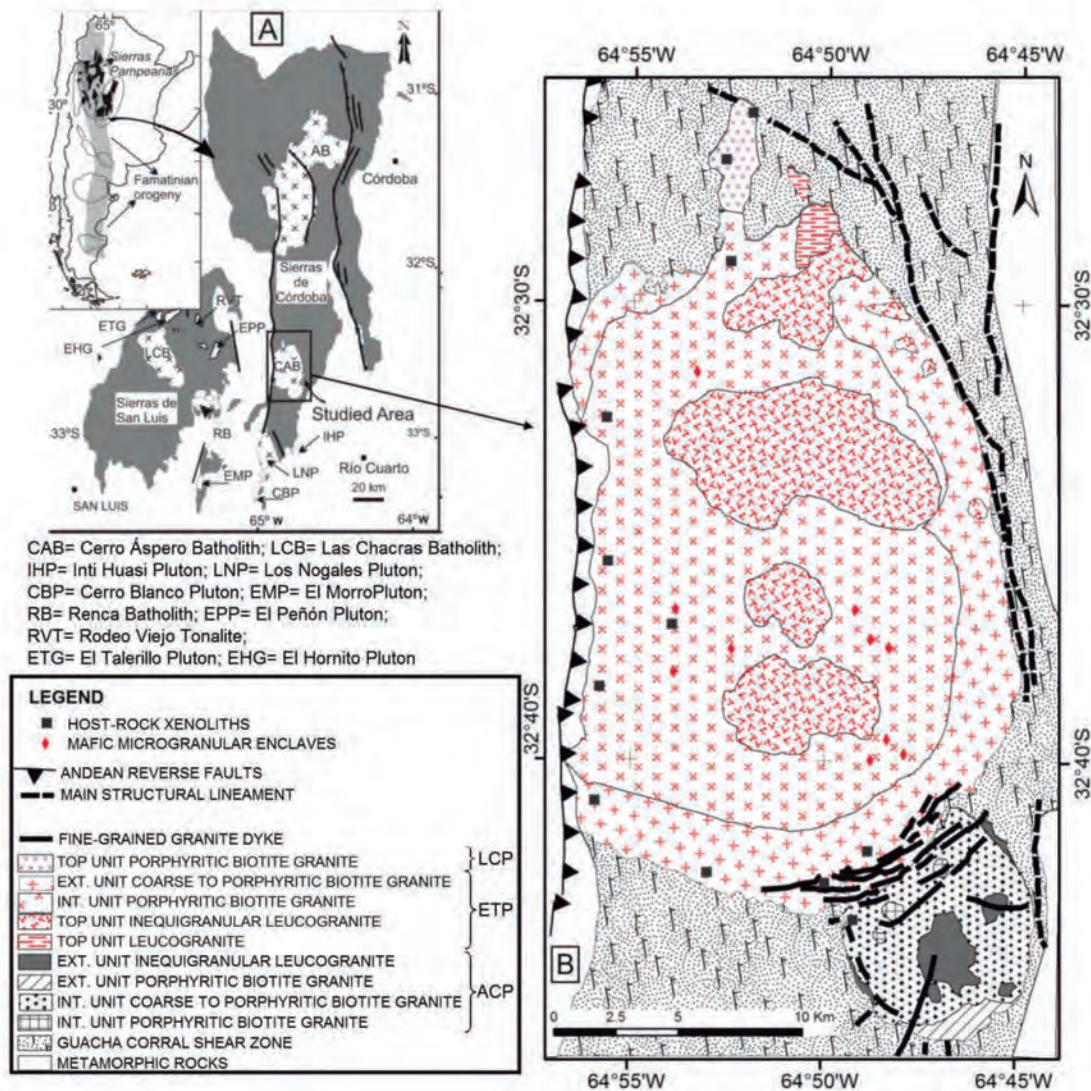 A
65°
Sierras
Pampeanas
30°
Famatinian
orogeny
N
31ºS
AB
Córdoba
Sierras
de
Córdoba
32ºS
RVT
ETG
EPP
EHG
LCB
CAB
Sierras de
San Luis
Studied Area
33ºS
33ºS
RB
IHP
LNP
EMP
Río Cuarto
CBP
20 km
SAN LUIS
65º W
64ºW
CAB= Cerro Áspero Batholith; LCB= Las Chacras Batholith;
IHP= Inti Huasi Pluton; LNP= Los Nogales Pluton;
CBP= Cerro Blanco Pluton; EMP= El MorroPluton;
RB= Renca Batholith; EPP= El Peñón Pluton;
RVT= Rodeo Viejo Tonalite;
ETG= El Talerillo Pluton; EHG= El Hornito Pluton
LEGEND
HOST-ROCK XENOLITHS
MAFIC MICROGRANULAR ENCLAVES
ANDEAN REVERSE FAULTS
MAIN STRUCTURAL LINEAMENT
FINE-GRAINED GRANITE DYKE
TOP UNIT PORPHYRITIC BIOTITE GRANITE
LCP
EXT. UNIT COARSE TO PORPHYRITIC BIOTITE GRANITE
INT. UNIT PORPHYRITIC BIOTITE GRANITE
ETP
TOP UNIT INEQUIGRANULAR LEUCOGRANITE
TOP UNIT LEUCOGRANITE
EXT. UNIT INEQUIGRANULAR LEUCOGRANITE
EXT. UNIT PORPHYRITIC BIOTITE GRANITE
ACP
INT. UNIT COARSE TO PORPHYRITIC BIOTITE GRANITE
INT. UNIT PORPHYRITIC BIOTITE GRANITE
GUACHA CORRAL SHEAR ZONE
METAMORPHIC ROCKS
64°55'W
64°50'W
64°45'W
N
32°30'S
32°30'S
32°40'S
32°40'S
B
0
2.5
5
10 Km
64°55'W
64°50'W
64°45'W